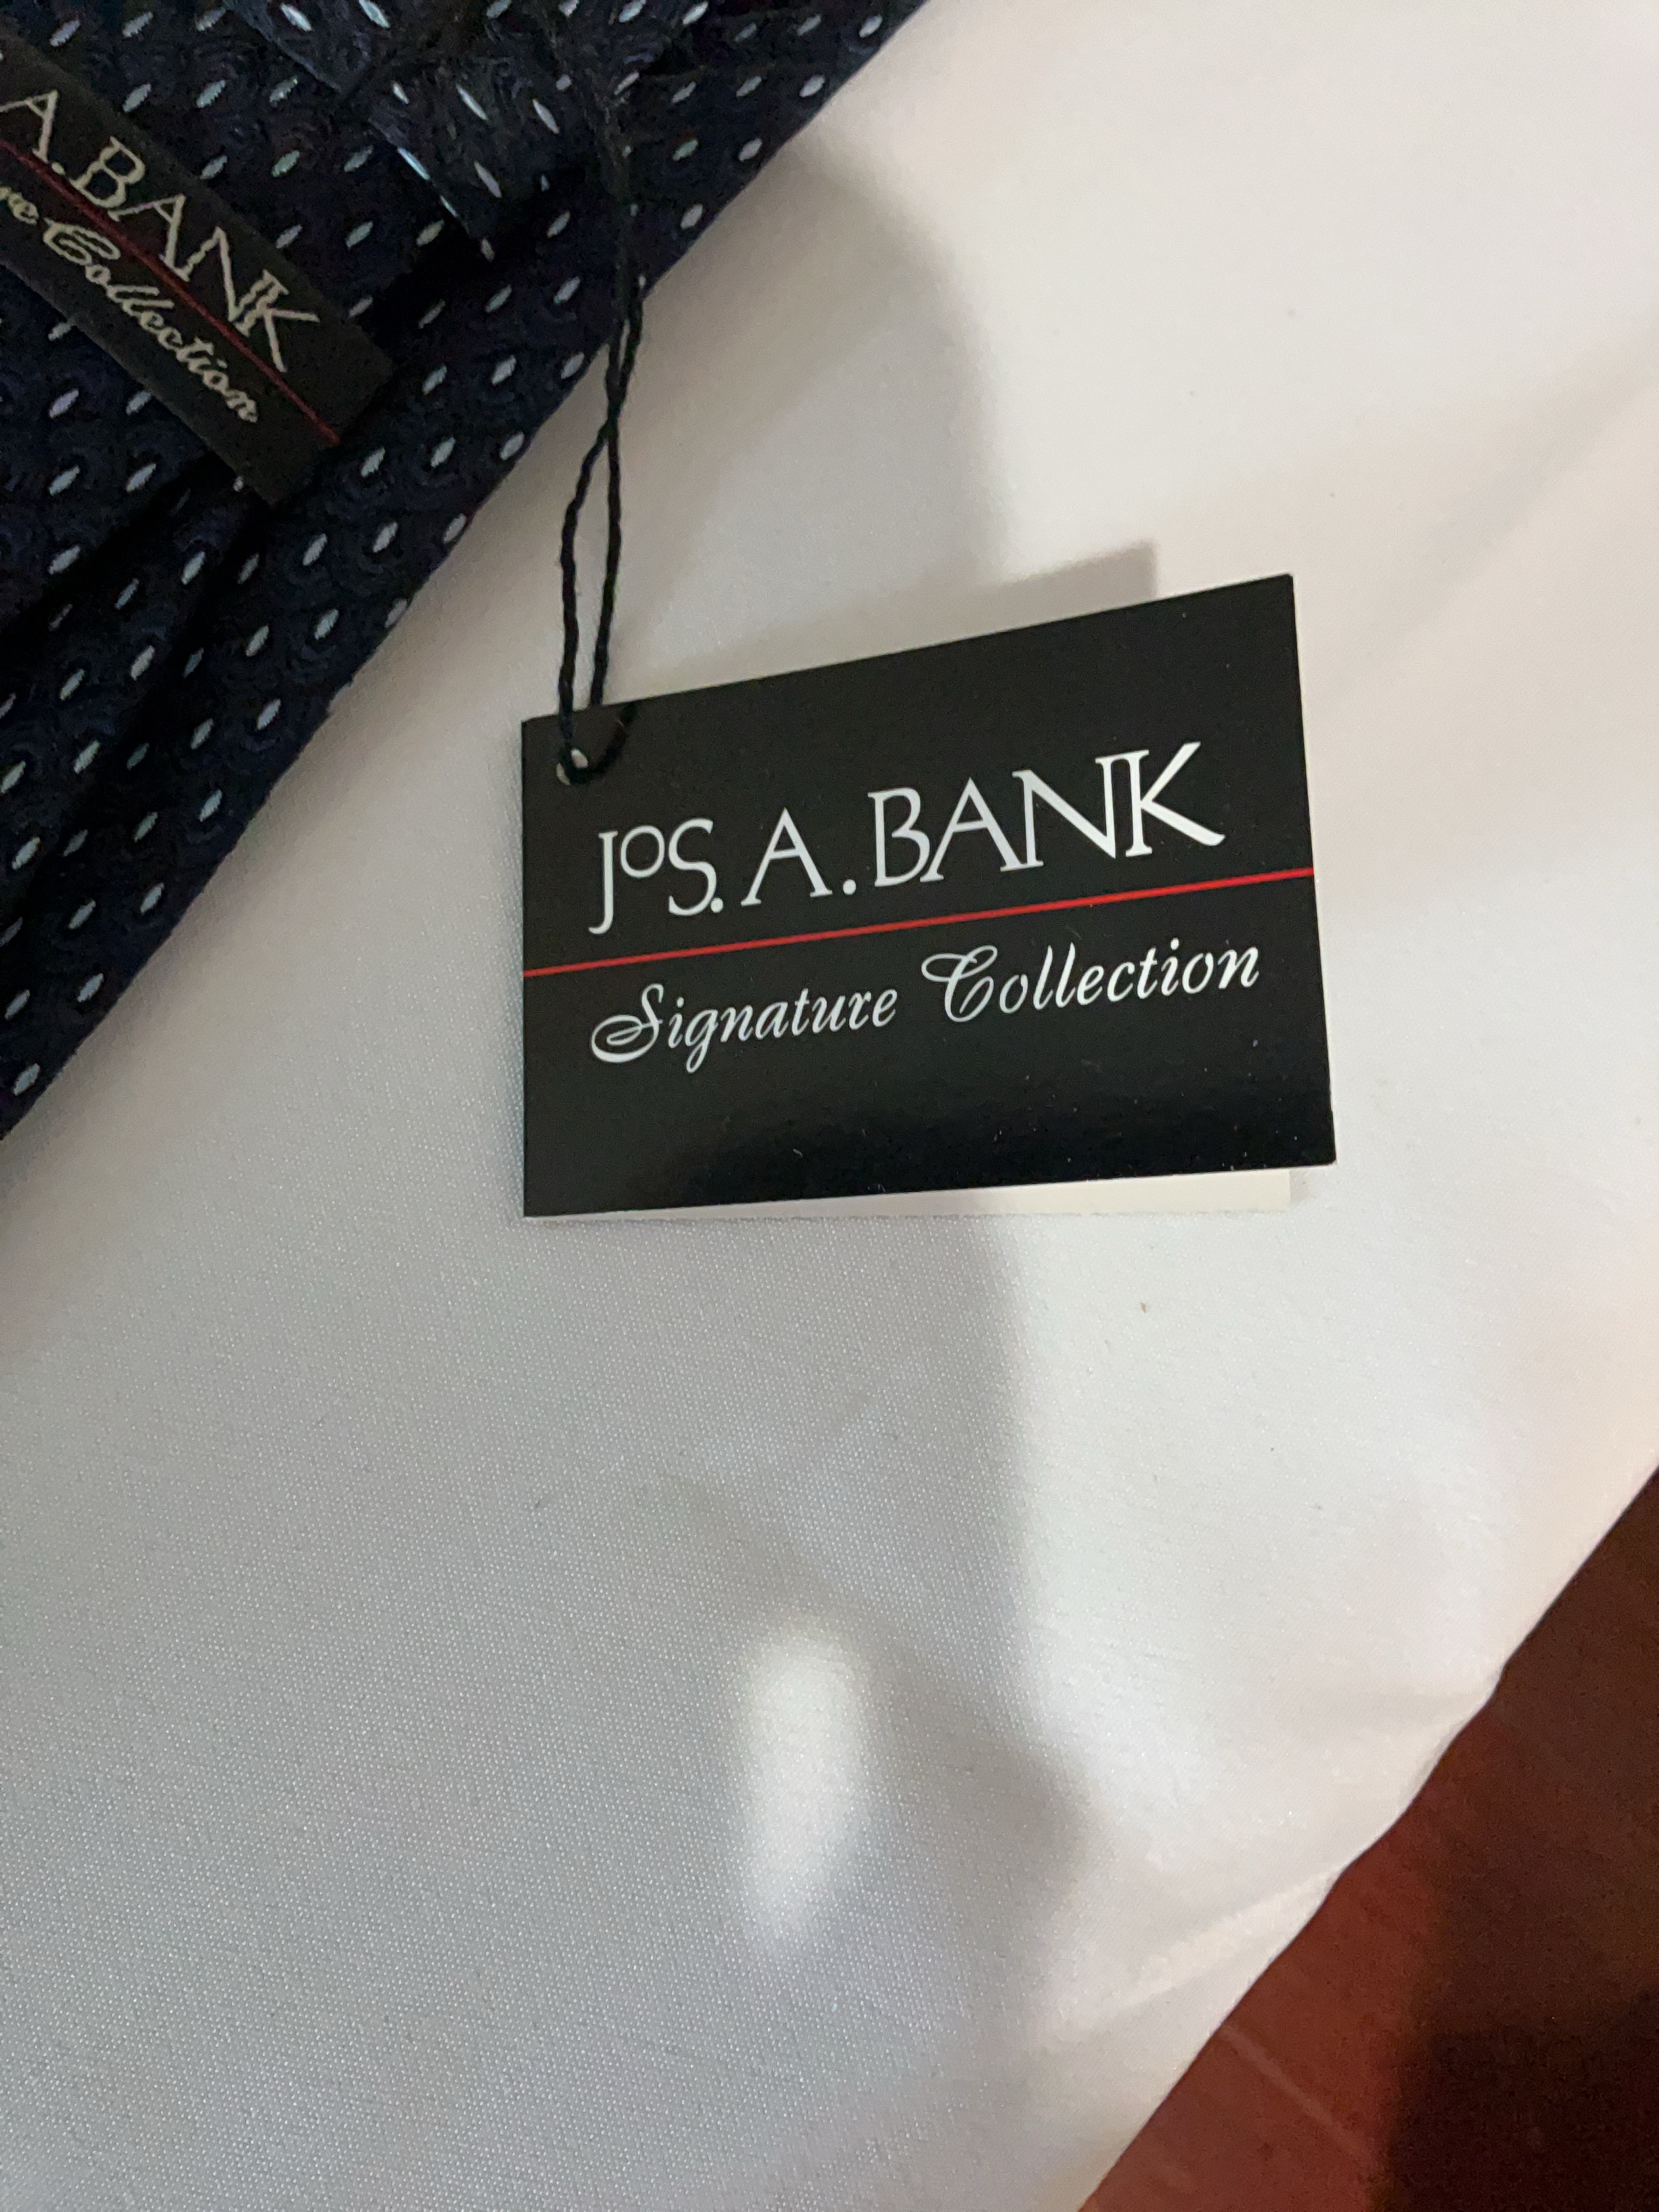 A. BANK
Collection
JOS. A. BANK
Signature Collection